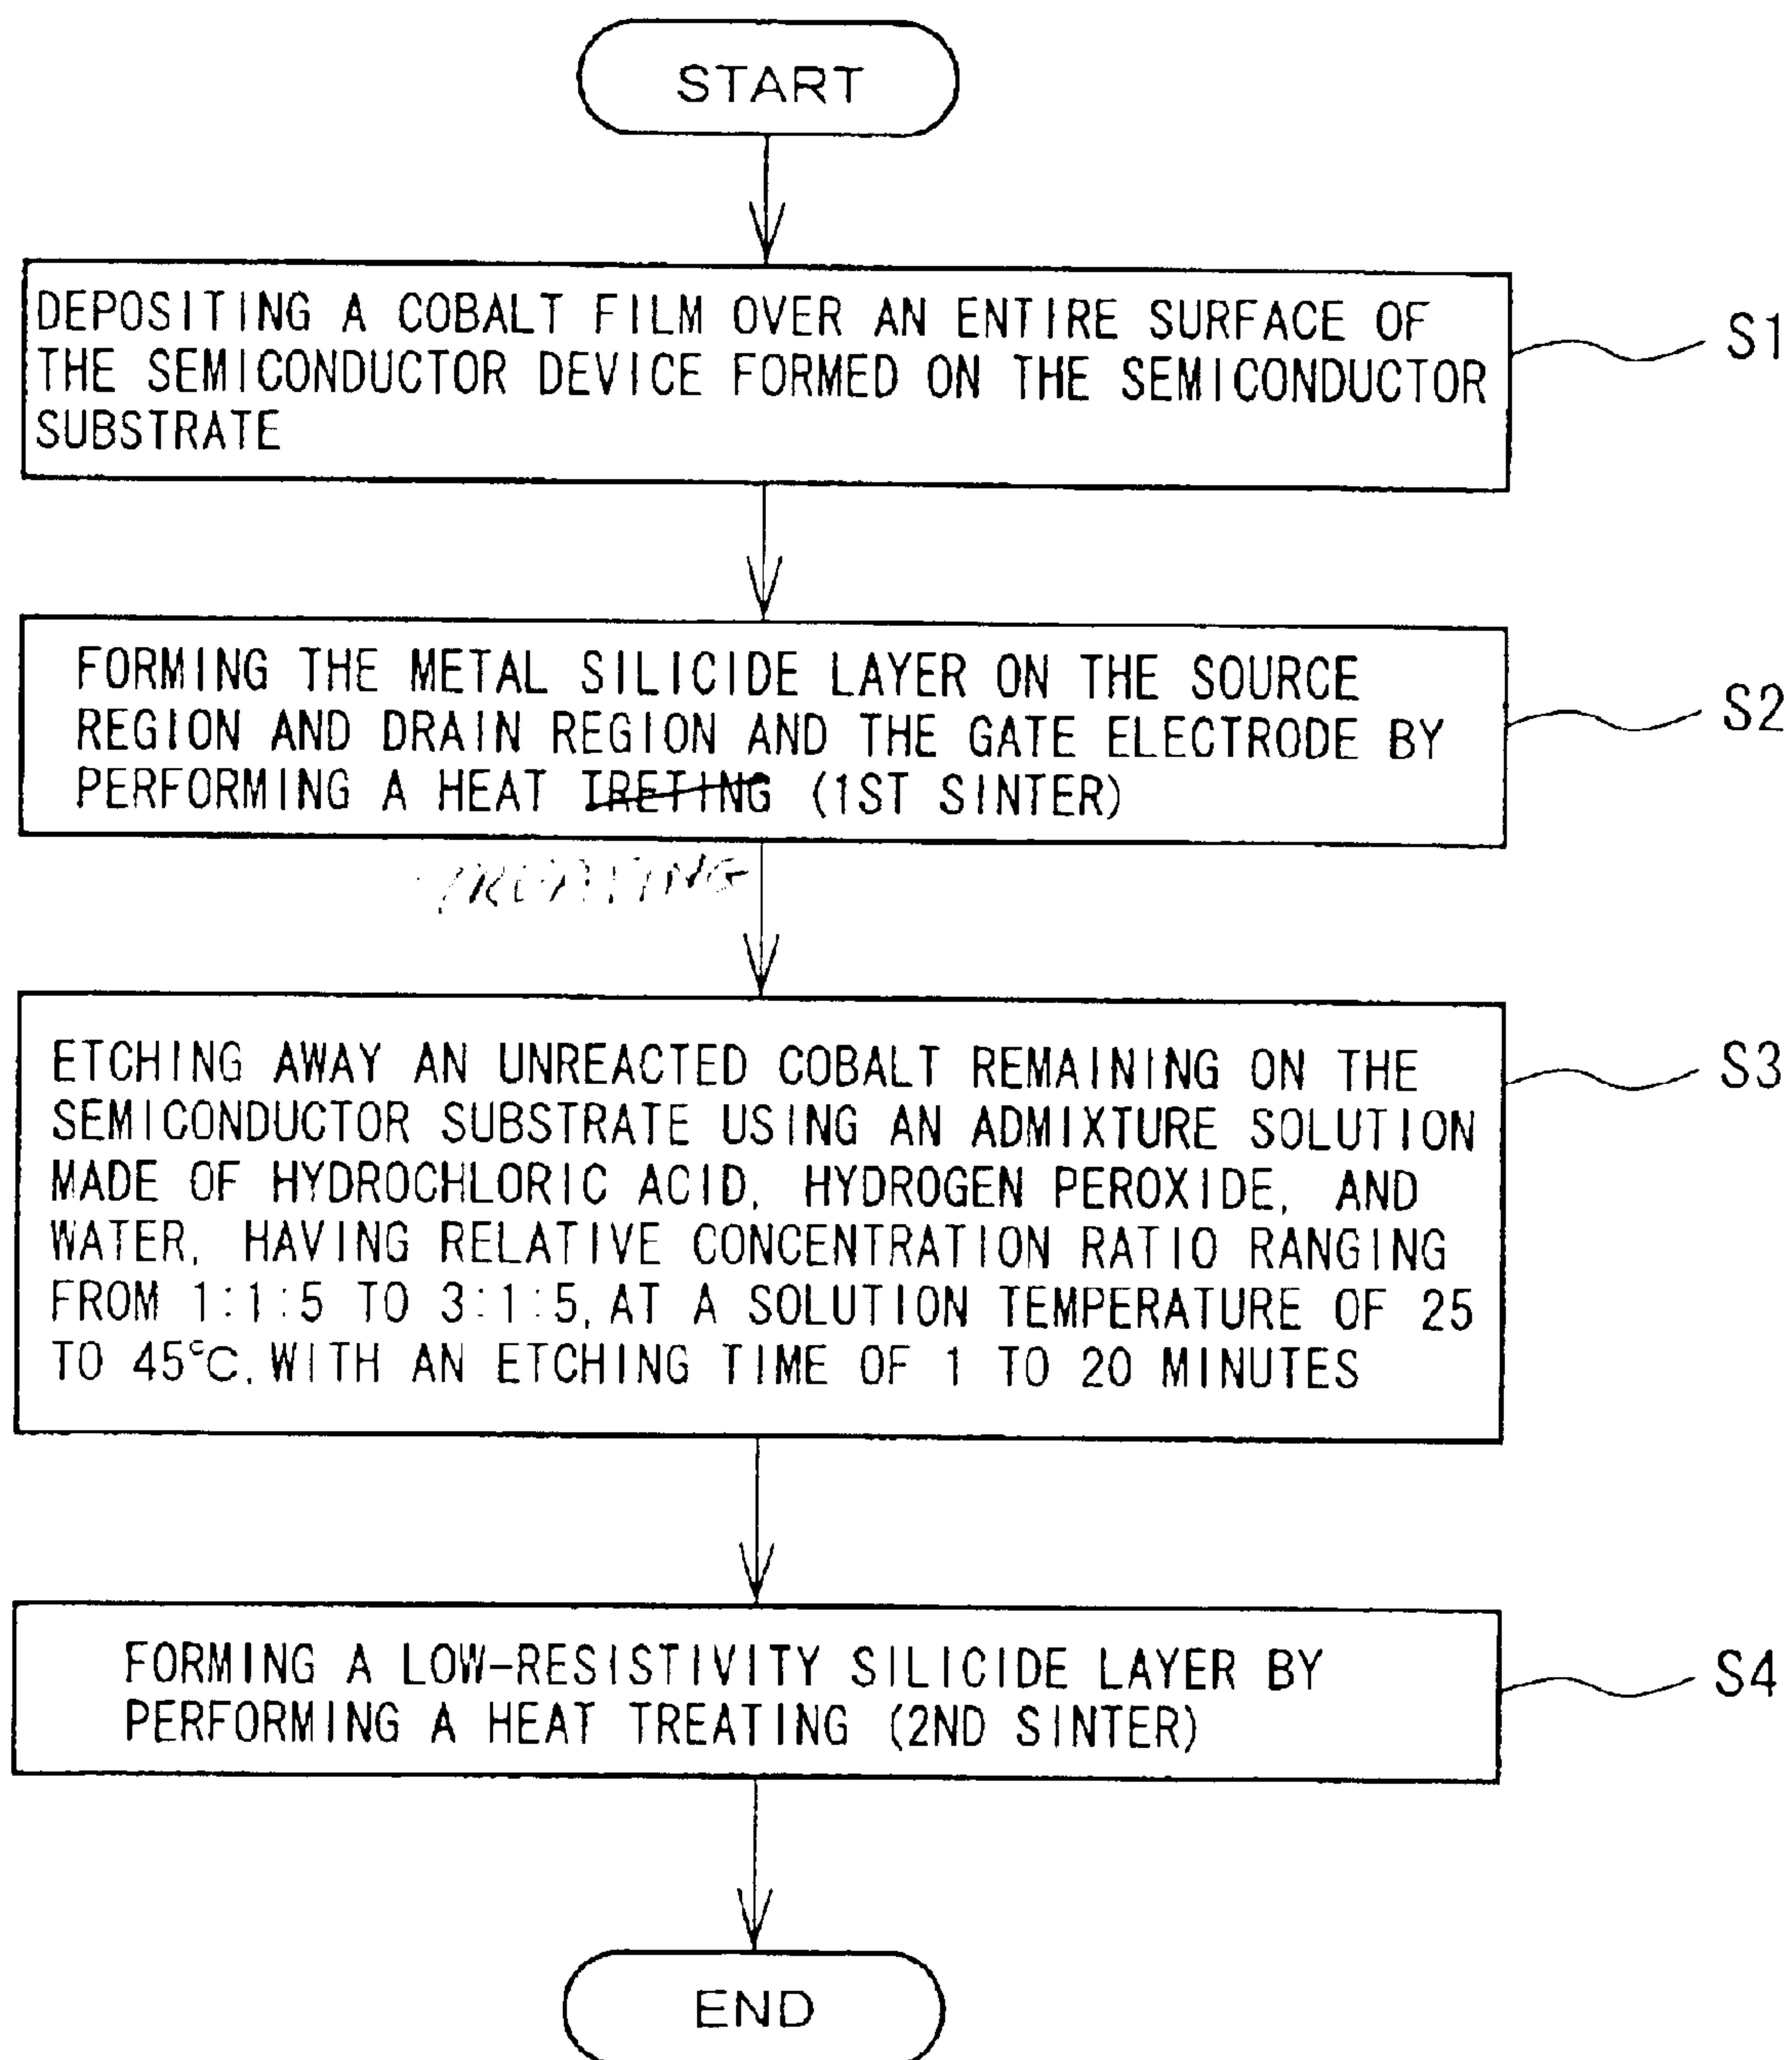 START
DEPOSITING A COBALT FILM OVER AN ENTIRE SURFACE OF
THE SEMICONDUCTOR DEVICE FORMED ON THE SEMICONDUCTOR
SUBSTRATE
S1
FORMING THE METAL SILICIDE LAYER ON THE SOURCE
REGION AND DRAIN REGION AND THE GATE ELECTRODE BY
PERFORMING A HEAT TRETING (1ST SINTER)
S2
TREATING
ETCHING AWAY AN UNREACTED COBALT REMAINING ON THE
SEMICONDUCTOR SUBSTRATE USING AN ADMIXTURE SOLUTION
MADE OF HYDROCHLORIC ACID, HYDROGEN PEROXIDE, AND
WATER, HAVING RELATIVE CONCENTRATION RATIO RANGING
FROM 1:1:5 TO 3:1:5, AT A SOLUTION TEMPERATURE OF 25
TO 45°C, WITH AN ETCHING TIME OF 1 TO 20 MINUTES
S3
FORMING A LOW-RESISTIVITY SILICIDE LAYER BY
PERFORMING A HEAT TREATING (2ND SINTER)
S4
END